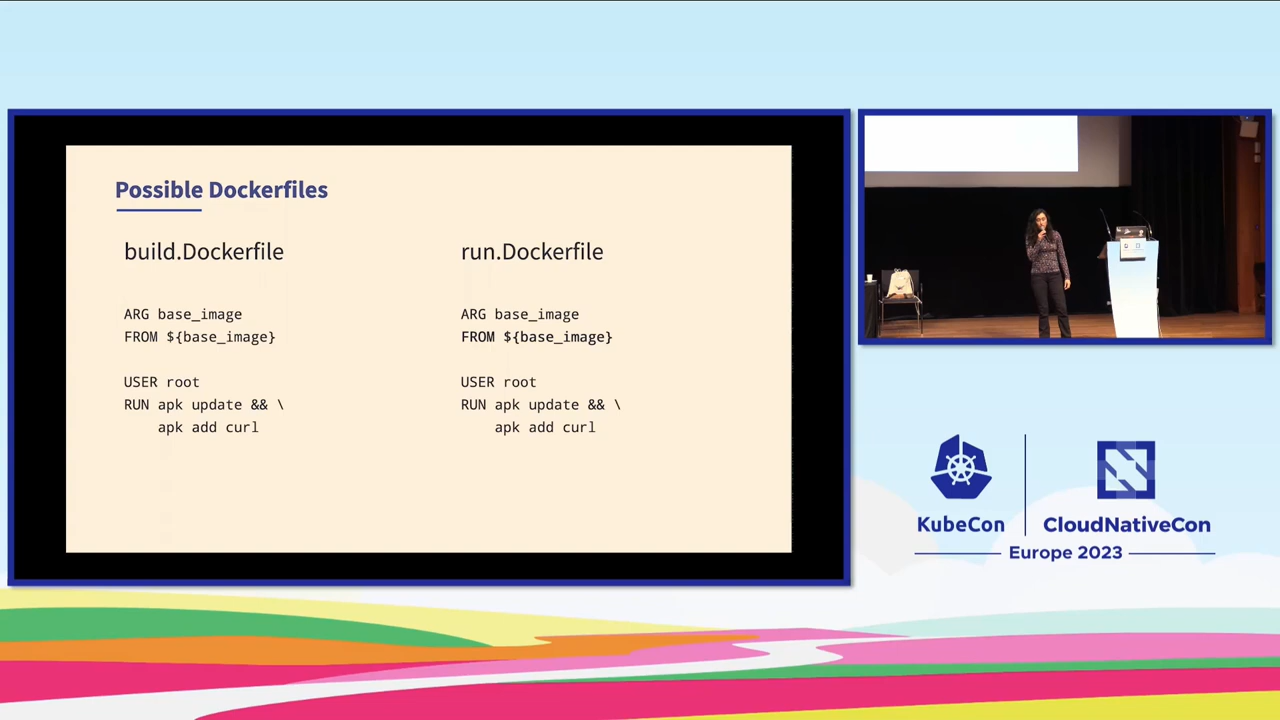 Possible Dockerfiles
build.Dockerfile
ARG base_image
FROM ${base_image}
USER root
RUN apk update && \
apk add curl
run.Dockerfile
ARG base_image
FROM ${base_image}
USER root
RUN apk update && \
apk add curl
KubeCon
CloudNativeCon
Europe 2023